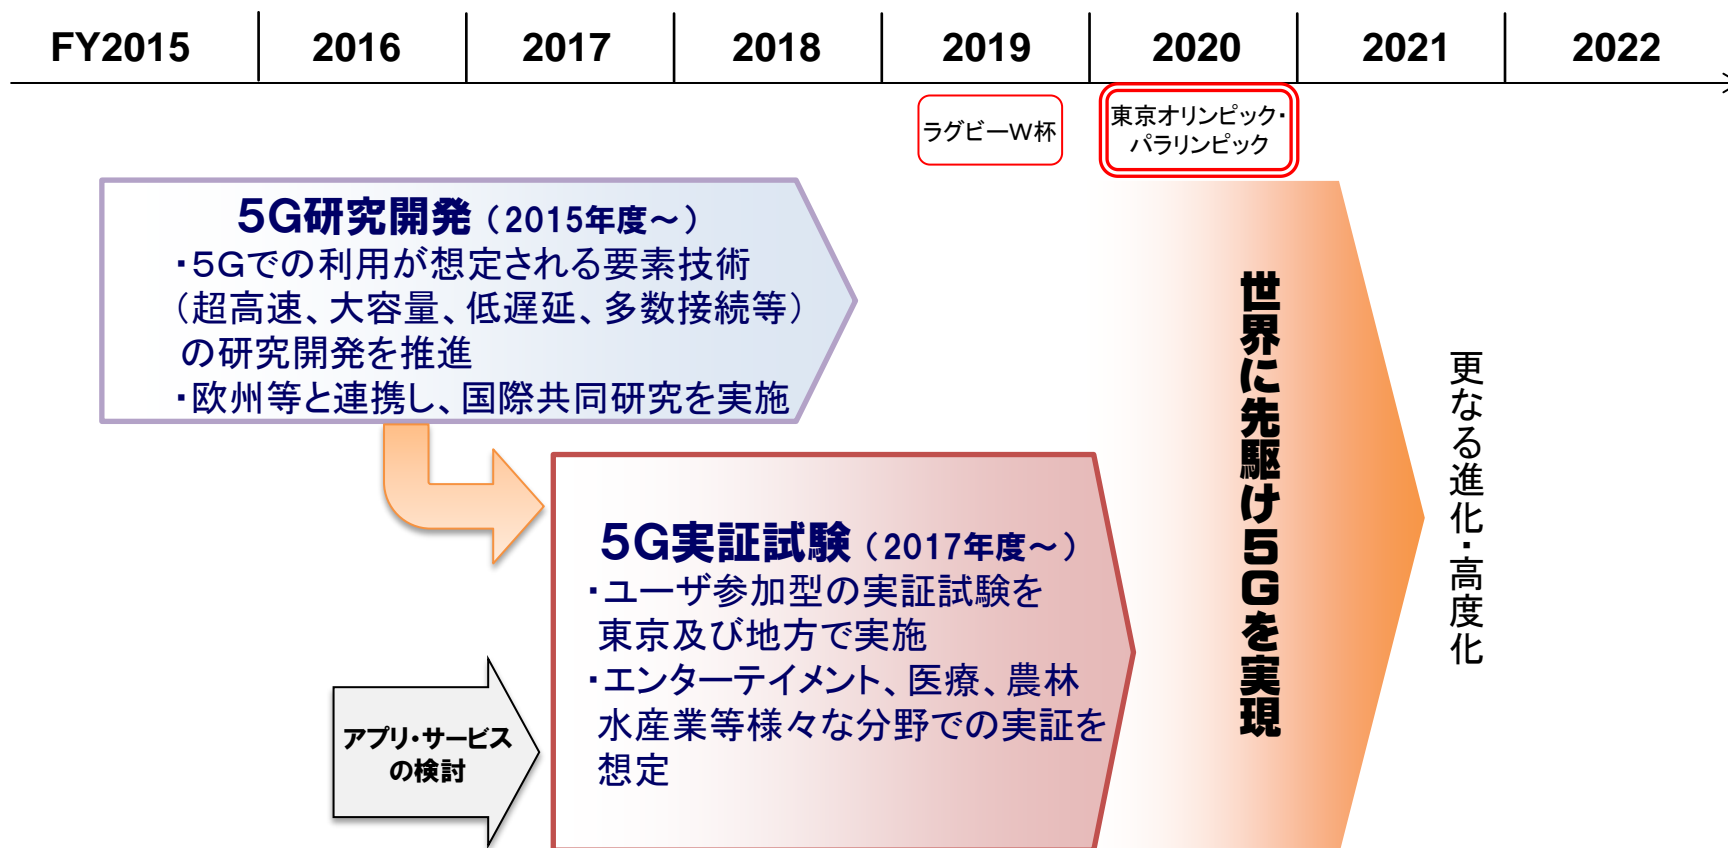 FY2015 2016 2017 2018 2019 2020 2021 2022
ラグビーW杯
東京オリンピック・
パラリンピック
5G研究開発（2015年度～）
・5Gでの利用が想定される要素技術
（超高速、大容量、低遅延、多数接続等）
の研究開発を推進
・欧州等と連携し、国際共同研究を実施
5G実証試験（2017年度～）
・ユーザ参加型の実証試験を
東京及び地方で実施
・エンターテイメント、医療、農林
水産業等様々な分野での実証を
想定
アプリ・サービス
の検討
世界に先駆け5Gを実現
更なる進化・高度化